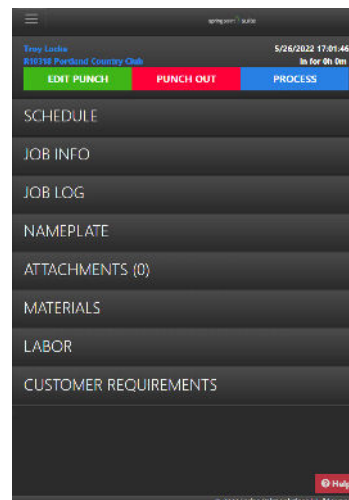 Troy Locke 5/26/2022 17:01:46
R10318 Portland Country Club In for 0h 0m
EDIT PUNCH PUNCH OUT PROCESS
SCHEDULE
JOB INFO
JOB LOG
NAMEPLATE
ATTACHMENTS (0)
MATERIALS
LABOR
CUSTOMER REQUIREMENTS
Help